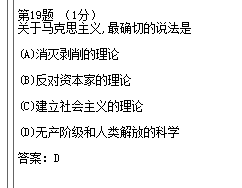 第19题 （1分）
关于马克思主义,最确切的说法是
(A)消灭剥削的理论
(B)反对资本家的理论
(C)建立社会主义的理论
(D)无产阶级和人类解放的科学
答案: D